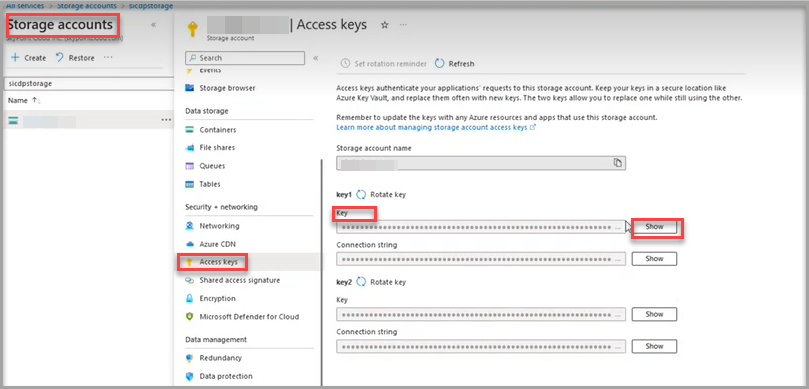 All services > Storage accounts > sicdpstorage
Storage accounts
+ Create
Restore
sicdpstorage
Name ↑↓
| Access keys
Storage account
Search
Events
Storage browser
Data storage
Containers
File shares
Queues
Tables
Security + networking
Networking
Azure CDN
Access keys
Shared access signature
Encryption
Microsoft Defender for Cloud
Data management
Redundancy
Data protection
Set rotation reminder
Refresh
Access keys authenticate your applications' requests to this storage account. Keep your keys in a secure location like
Azure Key Vault, and replace them often with new keys. The two keys allow you to replace one while still using the other.
Remember to update the keys with any Azure resources and apps that use this storage account.
Learn more about managing storage account access keys
Storage account name
key1 Rotate key
Key
Show
Connection string
Show
key2 Rotate key
Key
Show
Connection string
Show